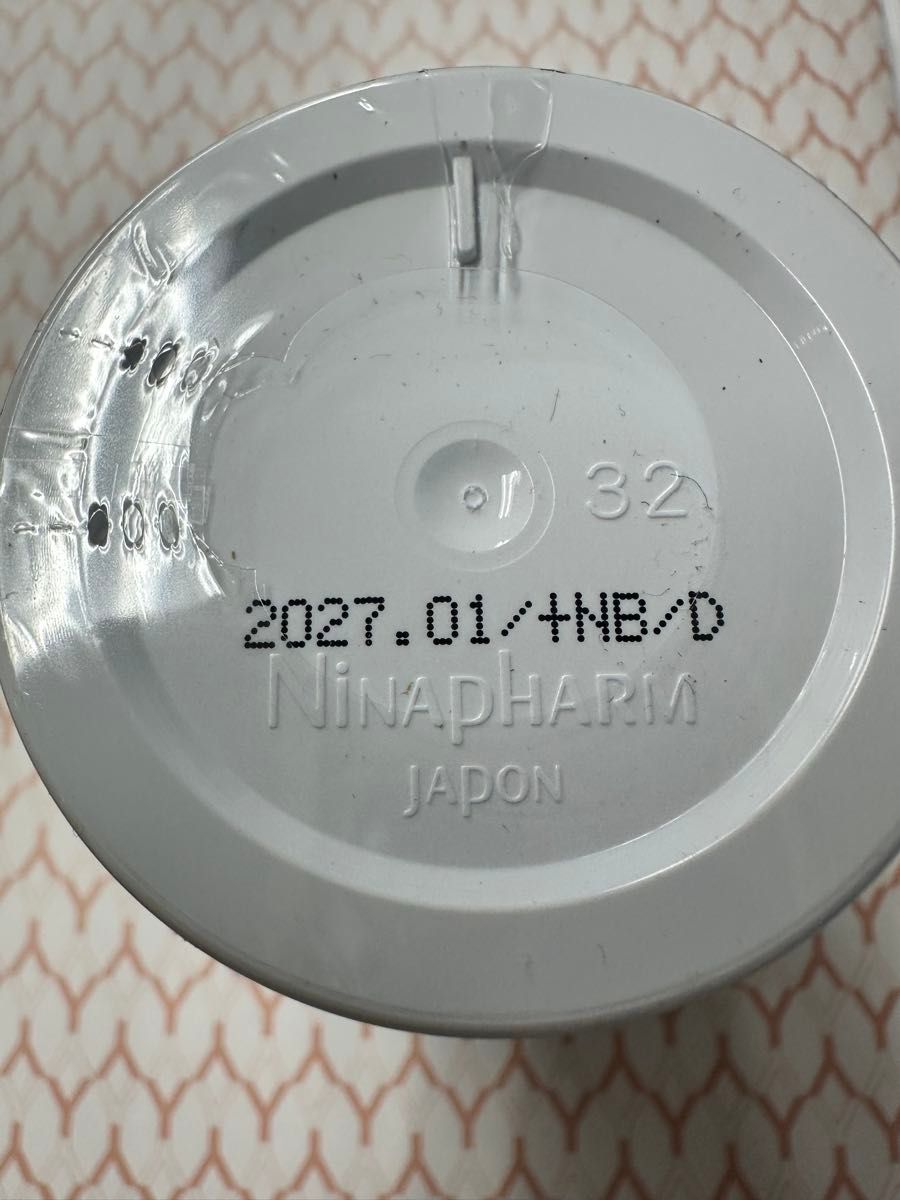 32
2027.01/+NB/D
NINAPHARM
JAPON